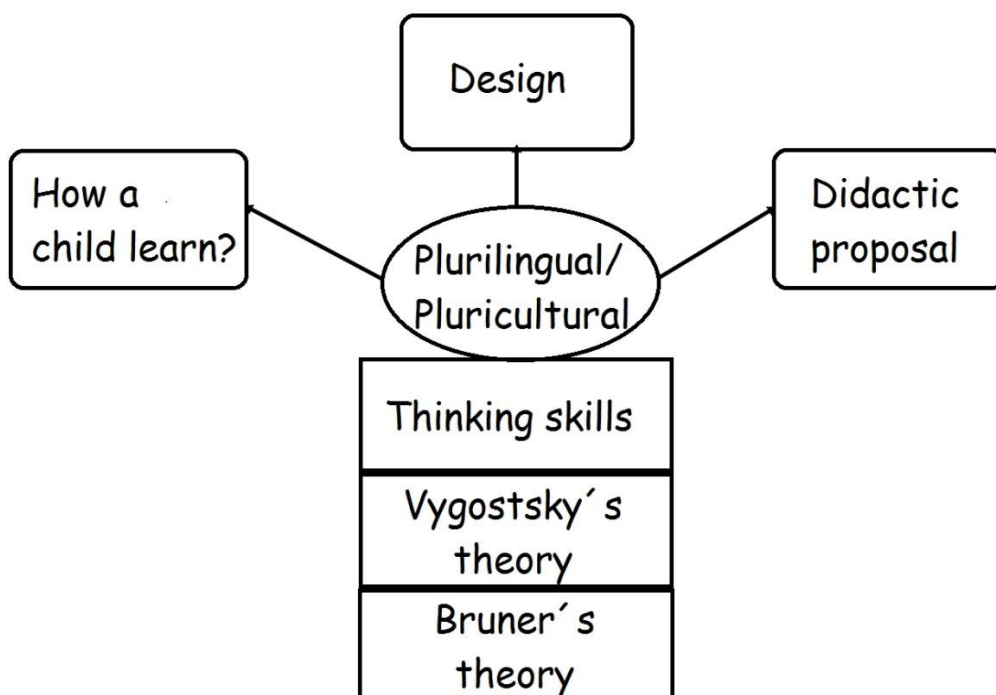 Design
How a
child learn?
Didactic
proposal
Plurilingual/
Pluricultural
Thinking skills
Vygostsky´s
theory
Bruner´s
theory